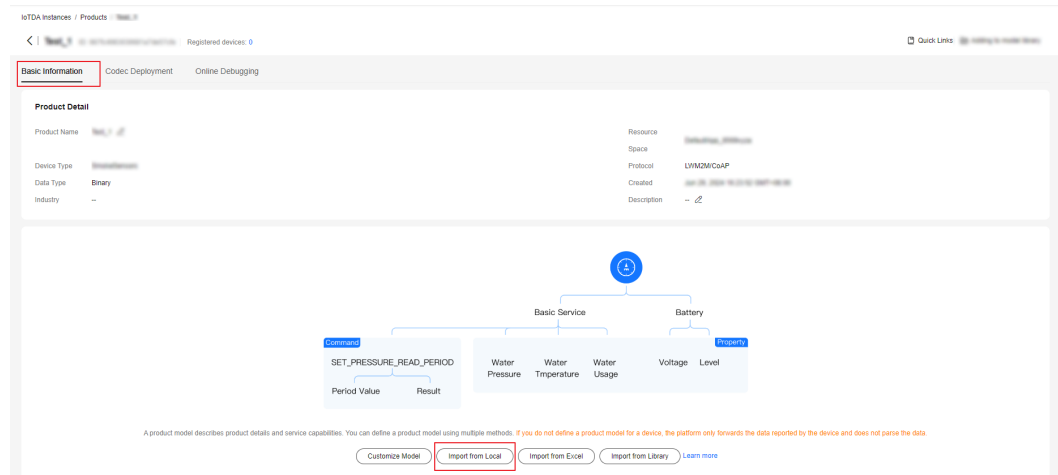 IoTDA Instances / Products /
Registered devices: 0
Quick Links
Basic Information
Codec Deployment
Online Debugging
Product Detail
Product Name
Resource Space
Device Type
Protocol LWM2M/CoAP
Data Type Binary
Created
Industry --
Description --
Basic Service
Battery
Command
Property
SET_PRESSURE_READ_PERIOD
Period Value
Result
Water Pressure
Water Tmperature
Water Usage
Voltage
Level
A product model describes product details and service capabilities. You can define a product model using multiple methods. If you do not define a product model for a device, the platform only forwards the data reported by the device and does not parse the data.
Customize Model
Import from Local
Import from Excel
Import from Library
Learn more